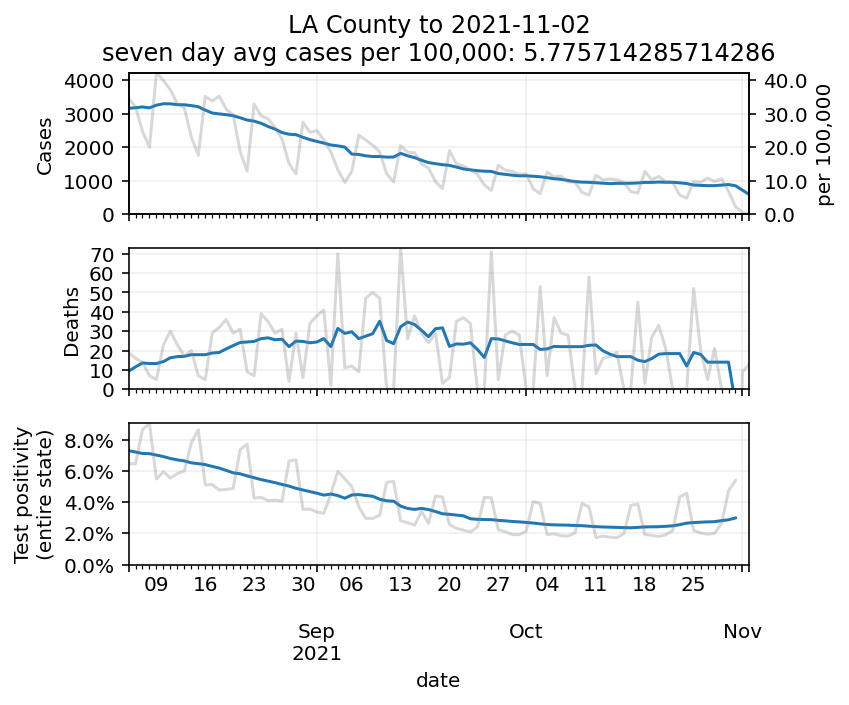 LA County to 2021-11-02
seven day avg cases per 100,000: 5.775714285714286
4000
3000
2000
1000
0
Cases
40.0
30.0
20.0
10.0
0.0
per 100,000
70
60
50
40
30
20
10
0
Deaths
8.0%
6.0%
4.0%
2.0%
0.0%
Test positivity
(entire state)
09 16 23 30 06 13 20 27 04 11 18 25
Sep Oct Nov
2021
date